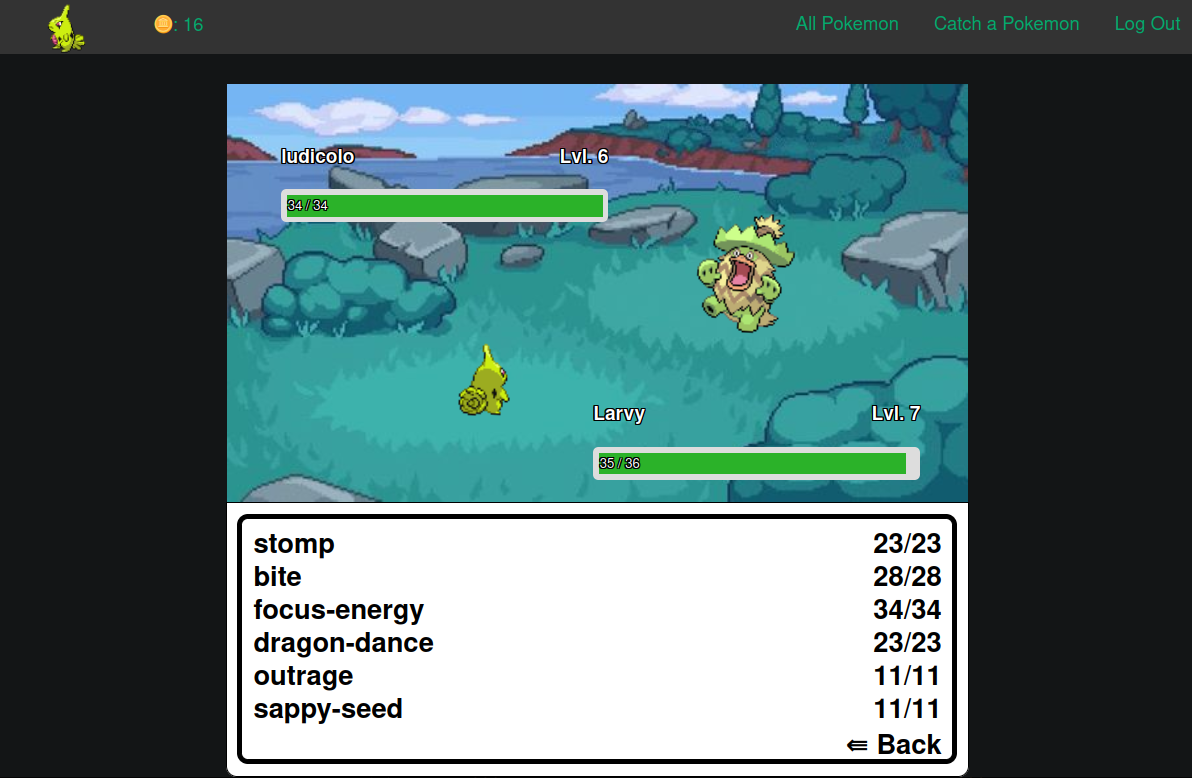 🪙: 16 All Pokemon Catch a Pokemon Log Out
ludicolo Lvl. 6
34 / 34
Larvy Lvl. 7
35 / 36
stomp 23/23
bite 28/28
focus-energy 34/34
dragon-dance 23/23
outrage 11/11
sappy-seed 11/11
⇚ Back